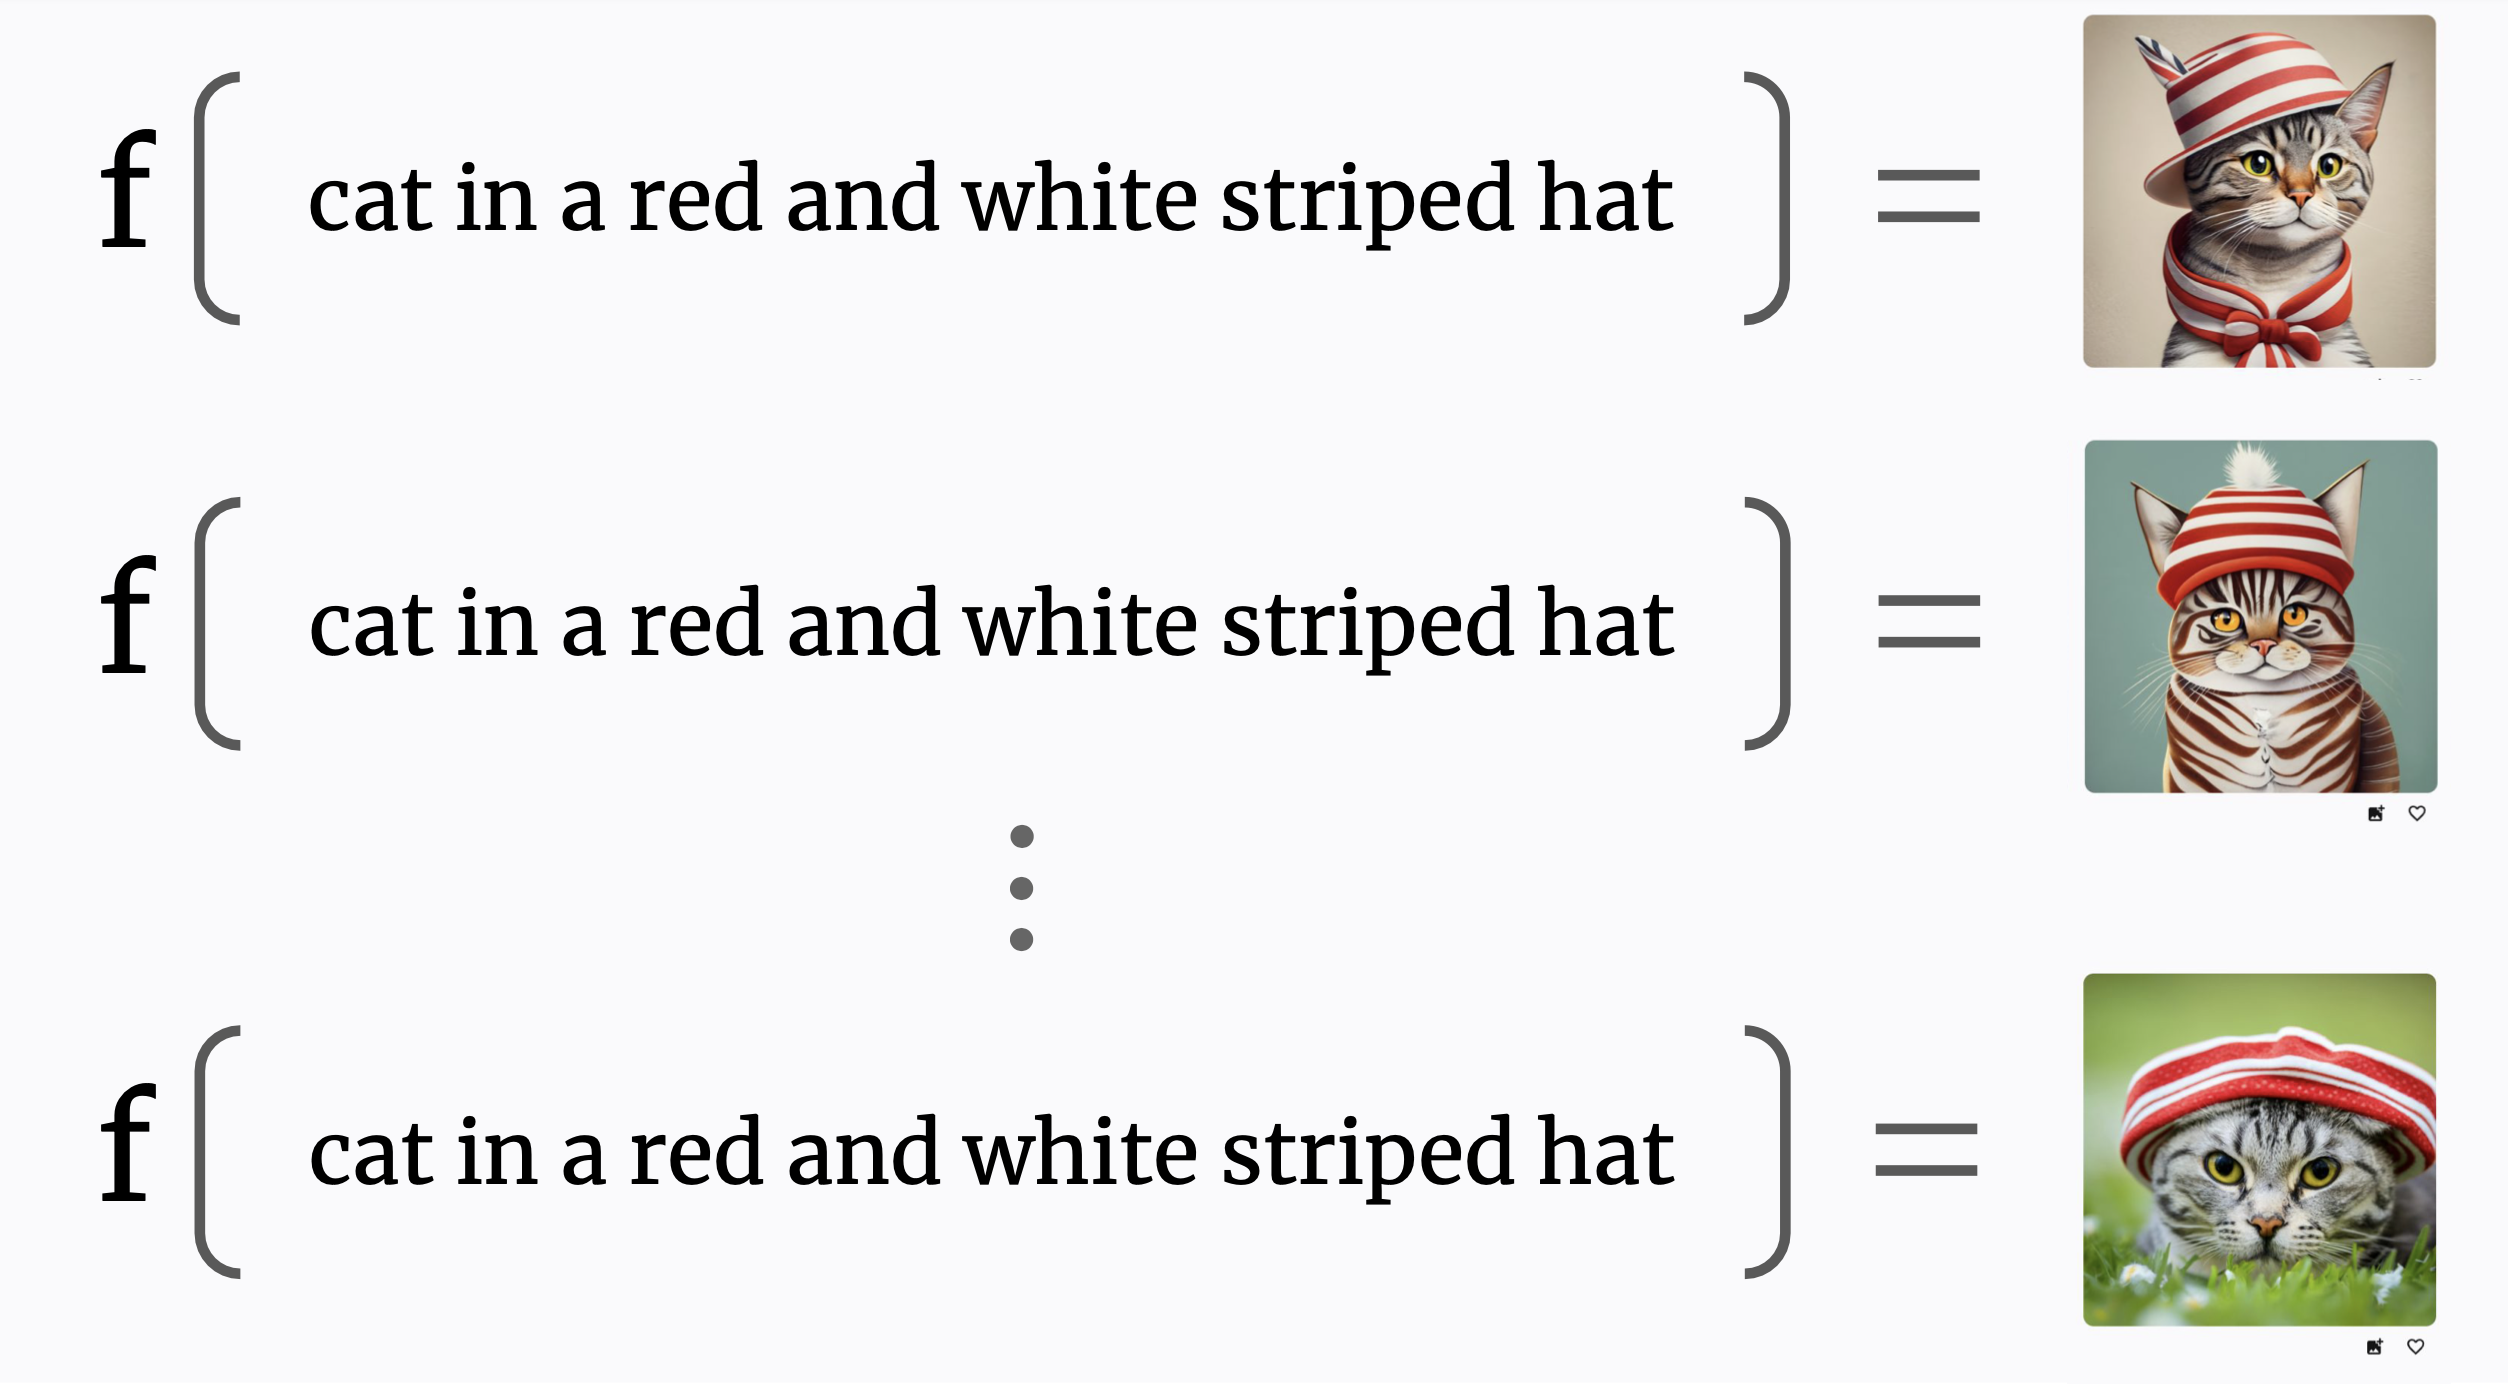 f ( cat in a red and white striped hat ) =
f ( cat in a red and white striped hat ) =
f ( cat in a red and white striped hat ) =